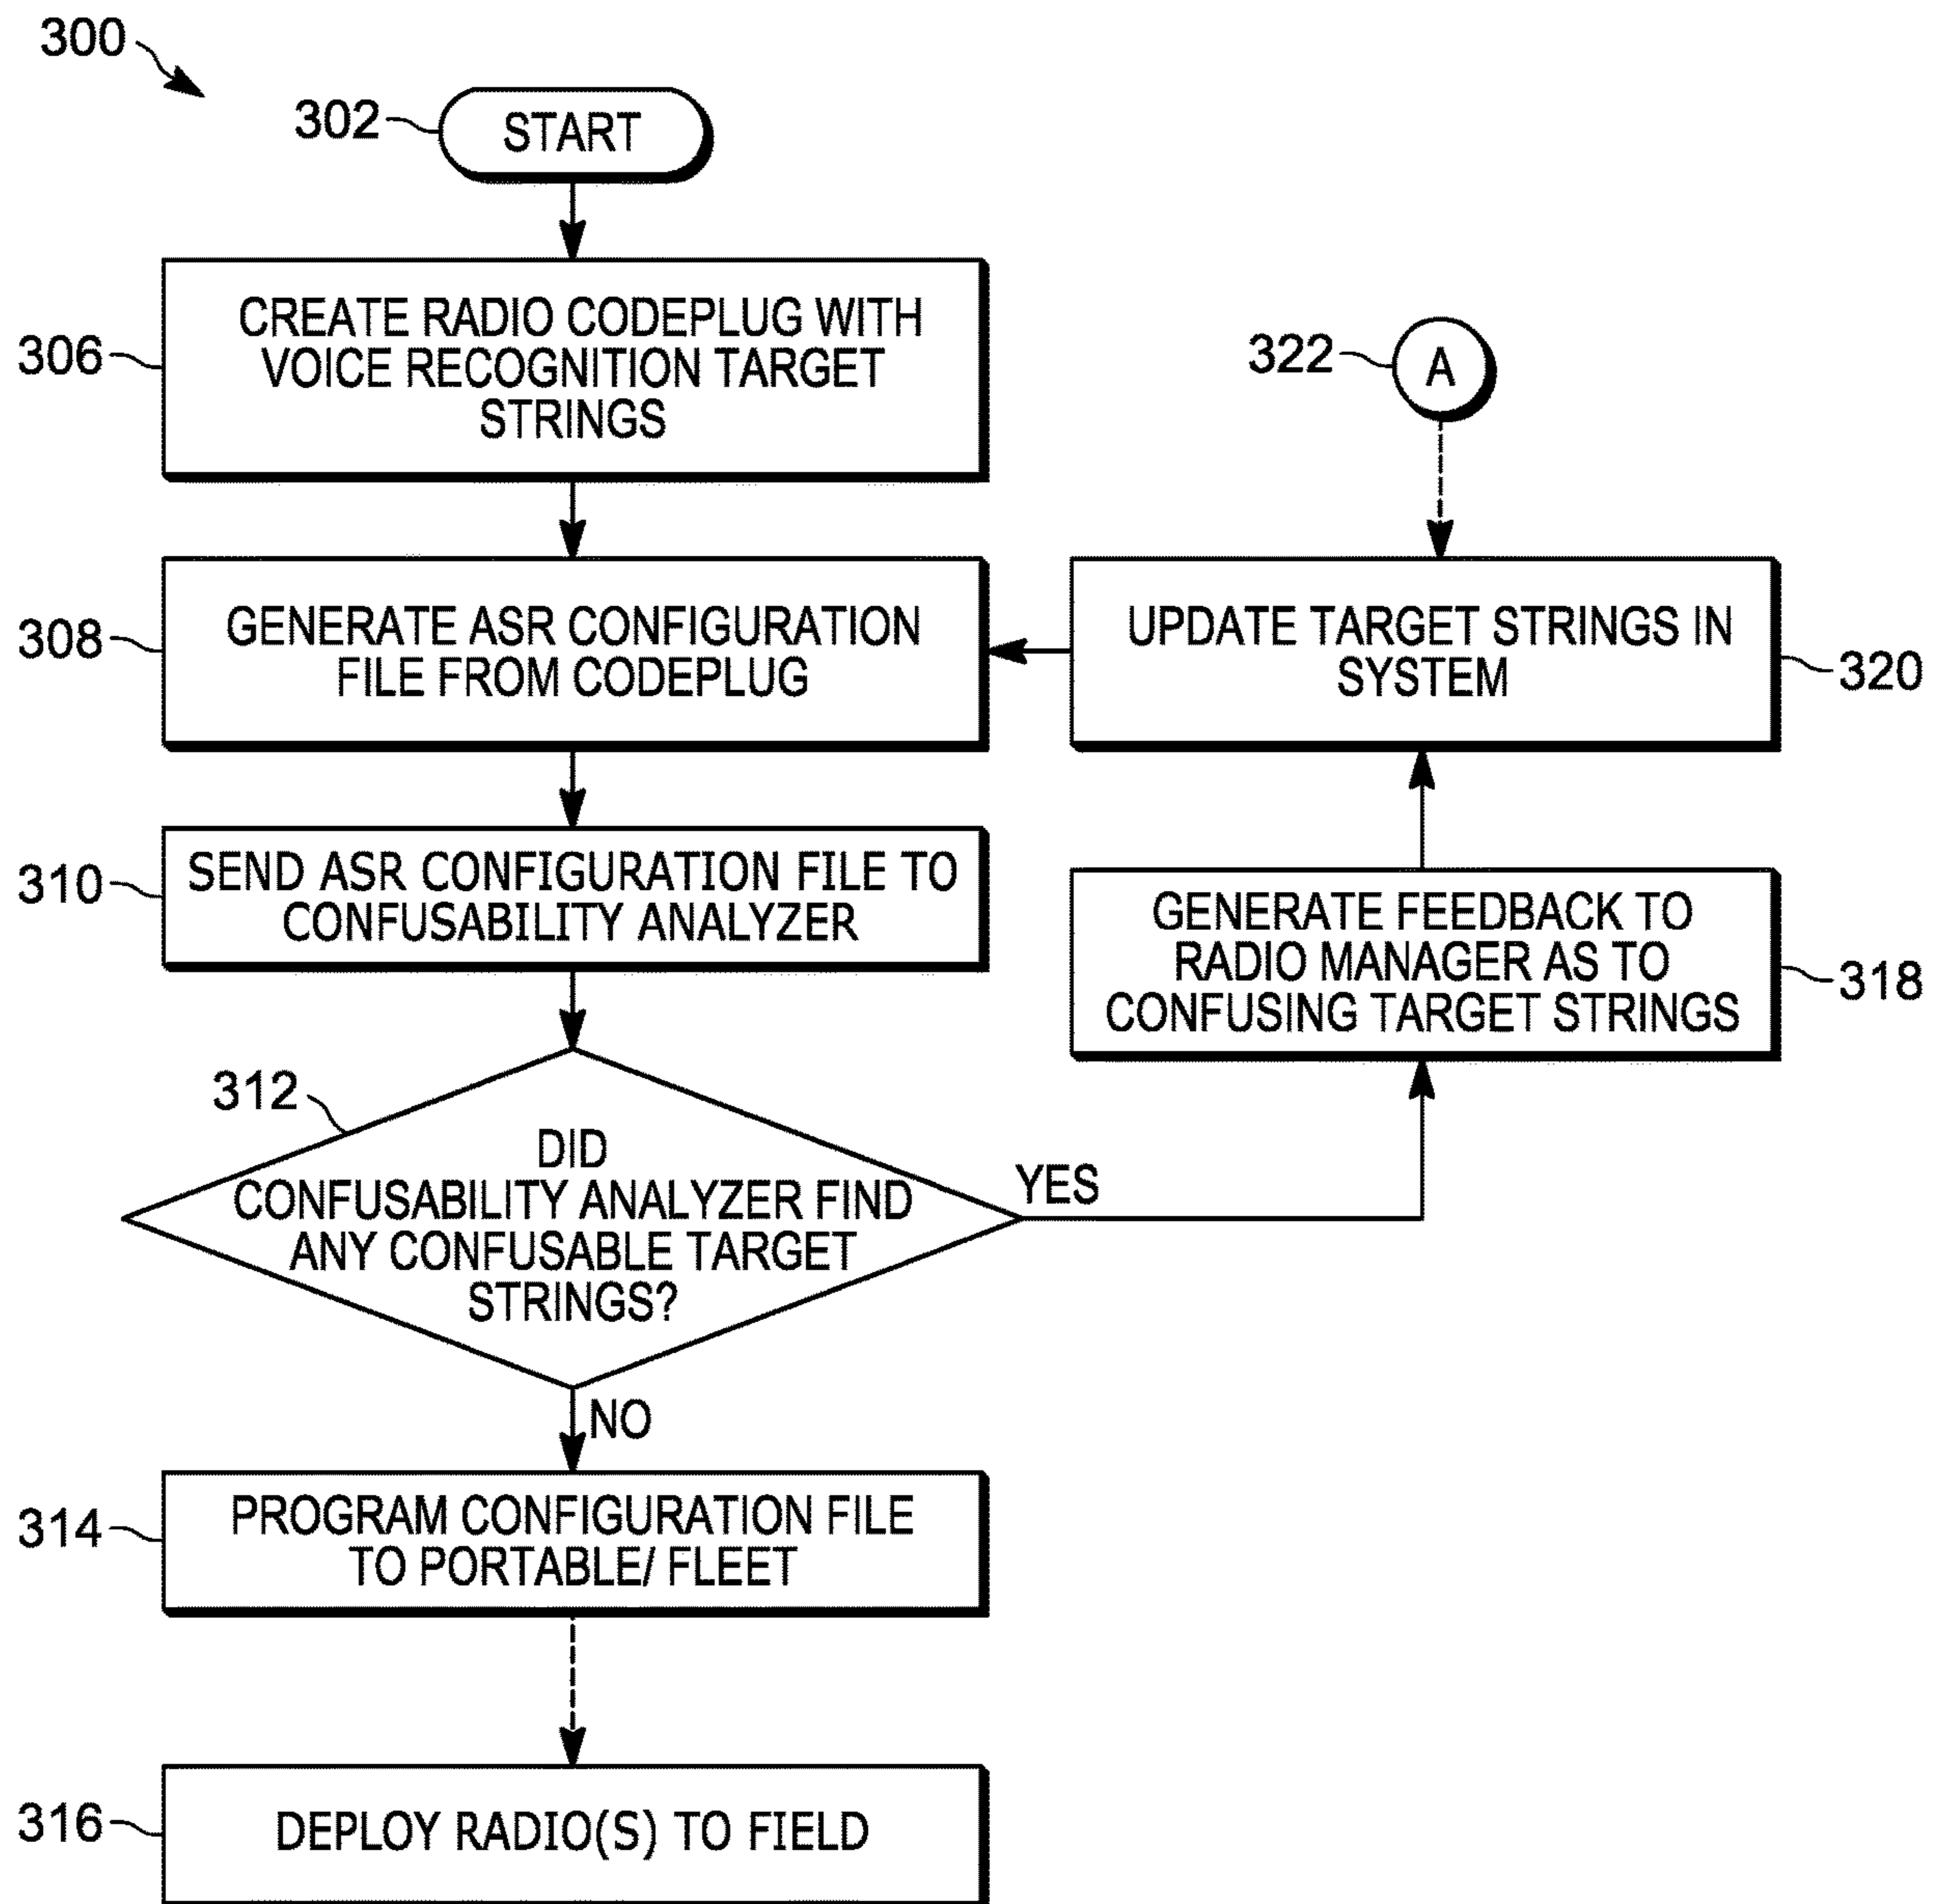 300
302
START
306
CREATE RADIO CODEPLUG WITH
VOICE RECOGNITION TARGET
STRINGS
322
A
308
GENERATE ASR CONFIGURATION
FILE FROM CODEPLUG
UPDATE TARGET STRINGS IN
SYSTEM
320
310
SEND ASR CONFIGURATION FILE TO
CONFUSABILITY ANALYZER
GENERATE FEEDBACK TO
RADIO MANAGER AS TO
CONFUSING TARGET STRINGS
318
312
DID
CONFUSABILITY ANALYZER FIND
ANY CONFUSABLE TARGET
STRINGS?
YES
NO
314
PROGRAM CONFIGURATION FILE
TO PORTABLE/ FLEET
316
DEPLOY RADIO(S) TO FIELD